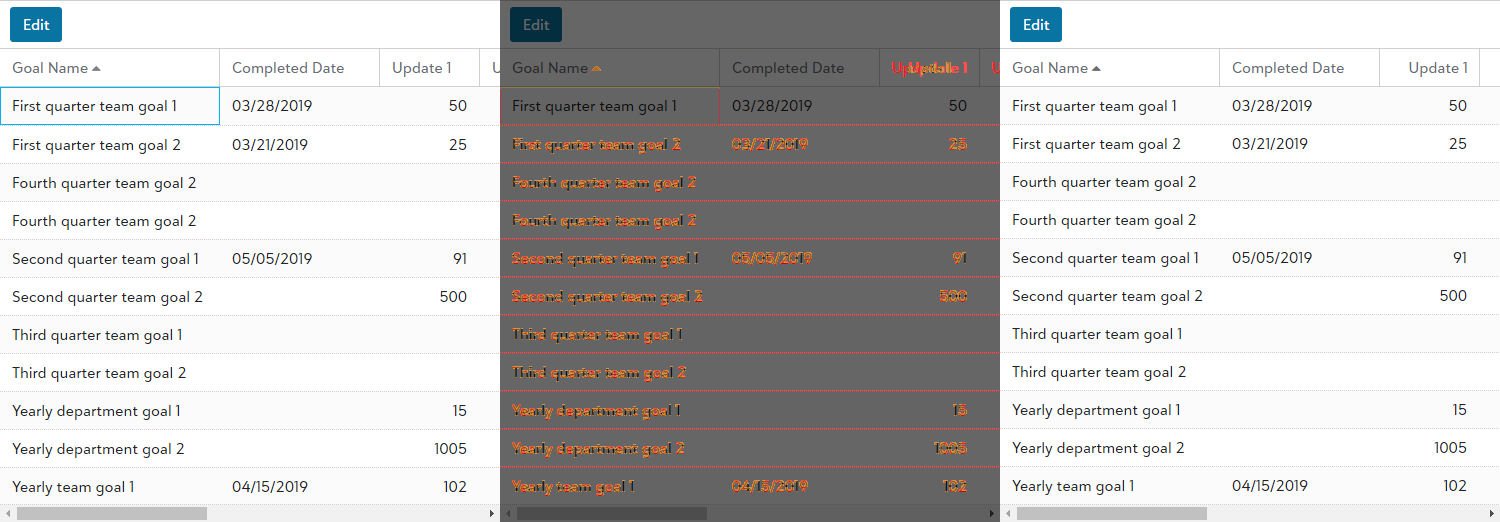 Edit Edit Edit
Goal Name Completed Date Update 1 U Goal Name Completed Date Update 1 U Goal Name Completed Date Update 1
First quarter team goal 1 03/28/2019 50 First quarter team goal 1 03/28/2019 50 First quarter team goal 1 03/28/2019 50
First quarter team goal 2 03/21/2019 25 First quarter team goal 2 03/21/2019 25 First quarter team goal 2 03/21/2019 25
Fourth quarter team goal 2 Fourth quarter team goal 2 Fourth quarter team goal 2
Fourth quarter team goal 2 Fourth quarter team goal 2 Fourth quarter team goal 2
Second quarter team goal 1 05/05/2019 91 Second quarter team goal 1 05/05/2019 91 Second quarter team goal 1 05/05/2019 91
Second quarter team goal 2 500 Second quarter team goal 2 500 Second quarter team goal 2 500
Third quarter team goal 1 Third quarter team goal 1 Third quarter team goal 1
Third quarter team goal 2 Third quarter team goal 2 Third quarter team goal 2
Yearly department goal 1 15 Yearly department goal 1 15 Yearly department goal 1 15
Yearly department goal 2 1005 Yearly department goal 2 1005 Yearly department goal 2 1005
Yearly team goal 1 04/15/2019 102 Yearly team goal 1 04/15/2019 102 Yearly team goal 1 04/15/2019 102